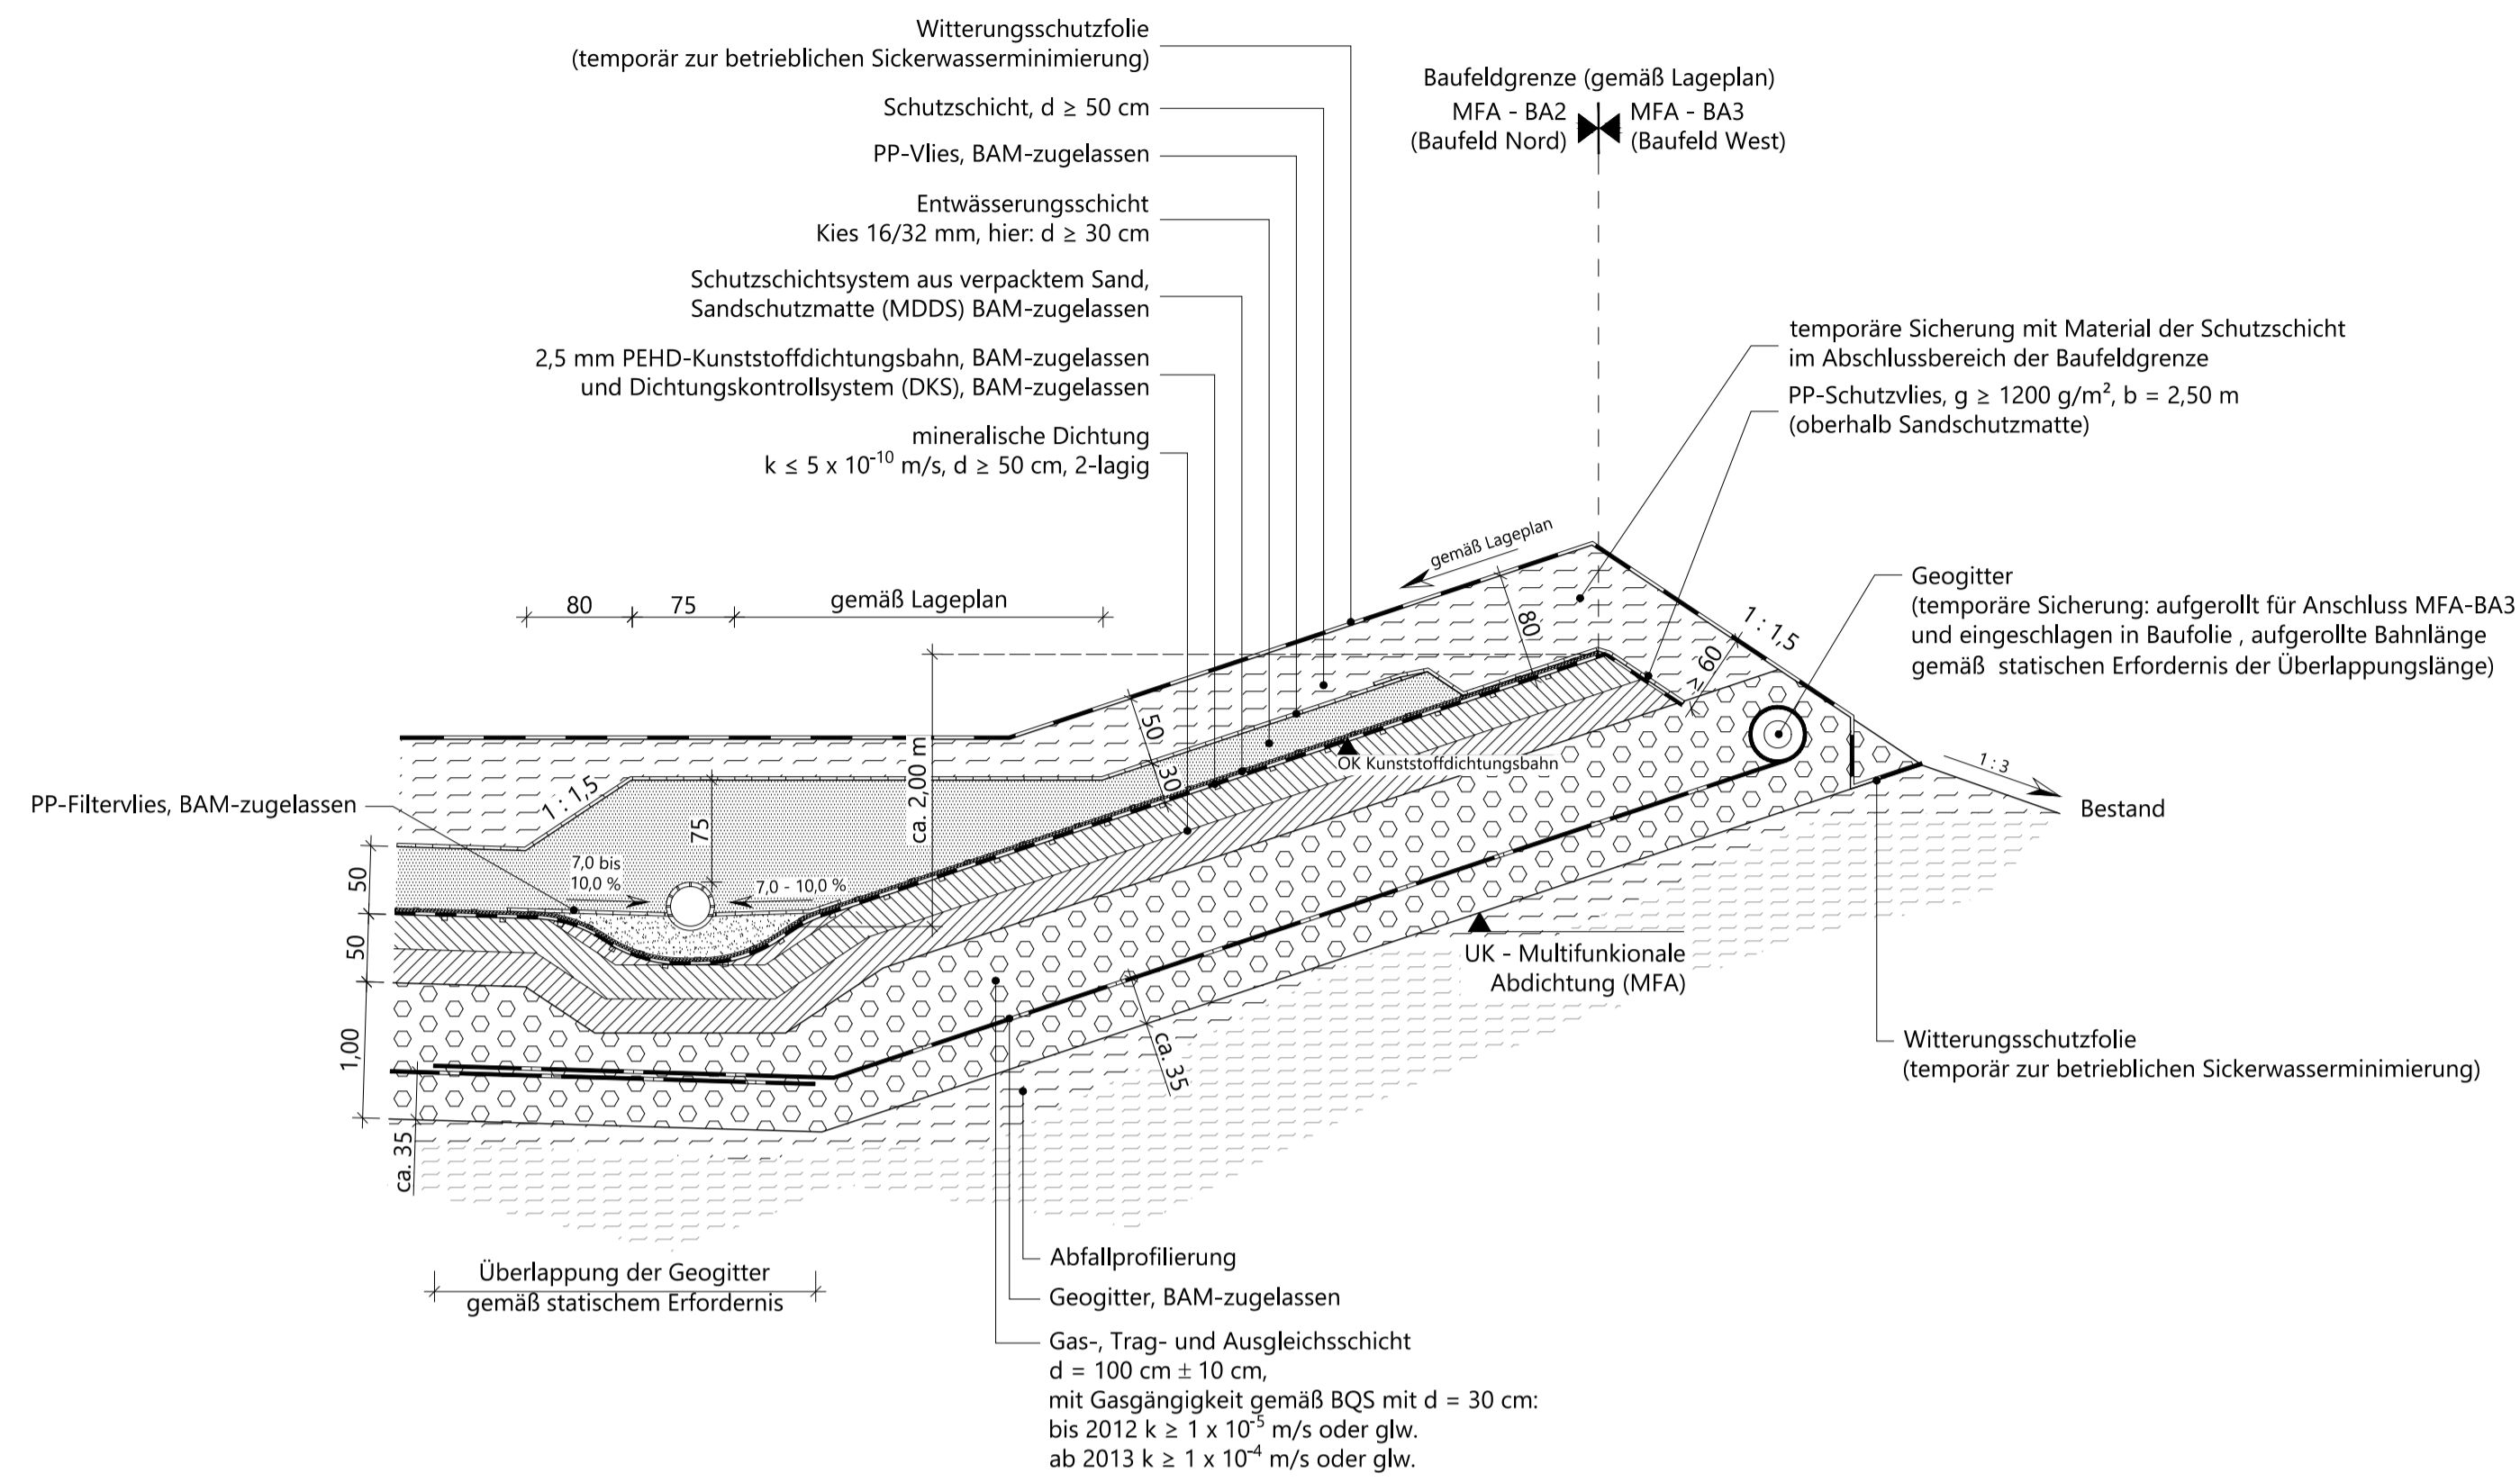 Witterungsschutzfolie
(temporär zur betrieblichen Sickerwasserminimierung)
Schutzschicht, d ≥ 50 cm
PP-Vlies, BAM-zugelassen
Entwässerungsschicht
Kies 16/32 mm, hier: d ≥ 30 cm
Schutzschichtsystem aus verpacktem Sand,
Sandschutzmatte (MDDS) BAM-zugelassen
2,5 mm PEHD-Kunststoffdichtungsbahn, BAM-zugelassen
und Dichtungskontrollsystem (DKS), BAM-zugelassen
mineralische Dichtung
k ≤ 5 x 10⁻¹⁰ m/s, d ≥ 50 cm, 2-lagig
Baufeldgrenze (gemäß Lageplan)
MFA - BA2
(Baufeld Nord)
MFA - BA3
(Baufeld West)
temporäre Sicherung mit Material der Schutzschicht
im Abschlussbereich der Baufeldgrenze
PP-Schutzvlies, g ≥ 1200 g/m², b = 2,50 m
(oberhalb Sandschutzmatte)
Geogitter
(temporäre Sicherung: aufgerollt für Anschluss MFA-BA3
und eingeschlagen in Baufolie , aufgerollte Bahnlänge
gemäß  statischen Erfordernis der Überlappungslänge)
gemäß Lageplan
80
75
gemäß Lageplan
80
1 : 1,5
≥ 60
50
30
ca. 2,00 m
OK Kunststoffdichtungsbahn
1 : 3
Bestand
PP-Filtervlies, BAM-zugelassen
1 : 1,5
75
7,0 bis
10,0 %
7,0 - 10,0 %
50
50
1,00
ca. 35
ca. 35
UK - Multifunkionale
Abdichtung (MFA)
Witterungsschutzfolie
(temporär zur betrieblichen Sickerwasserminimierung)
Überlappung der Geogitter
gemäß statischem Erfordernis
Abfallprofilierung
Geogitter, BAM-zugelassen
Gas-, Trag- und Ausgleichsschicht
d = 100 cm ± 10 cm,
mit Gasgängigkeit gemäß BQS mit d = 30 cm:
bis 2012 k ≥ 1 x 10⁻⁵ m/s oder glw.
ab 2013 k ≥ 1 x 10⁻⁴ m/s oder glw.